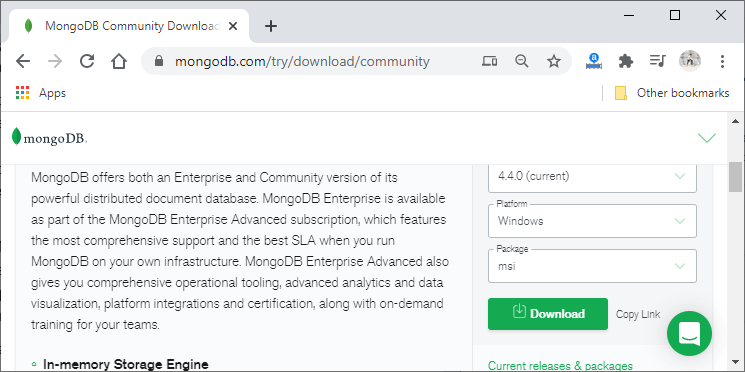 MongoDB Community Download
mongodb.com/try/download/community
Apps
Other bookmarks
mongoDB.
MongoDB offers both an Enterprise and Community version of its
powerful distributed document database. MongoDB Enterprise is available
as part of the MongoDB Enterprise Advanced subscription, which features
the most comprehensive support and the best SLA when you run
MongoDB on your own infrastructure. MongoDB Enterprise Advanced also
gives you comprehensive operational tooling, advanced analytics and data
visualization, platform integrations and certification, along with on-demand
training for your teams.
In-memory Storage Engine
4.4.0 (current)
Platform
Windows
Package
msi
Download
Copy Link
Current releases & packages